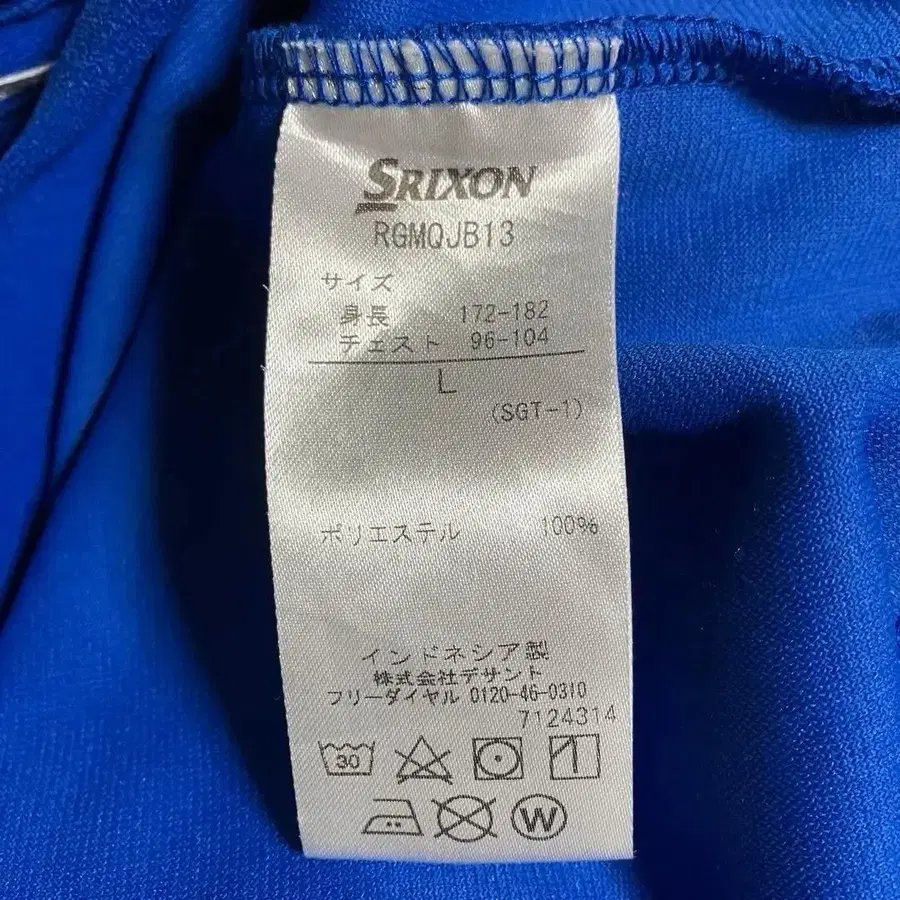 SRIXON
RGMQJB13
サイズ
身長 172-182
チェスト 96-104
L
(SGT-1)
ポリエステル 100%
インドネシア製
株式会社デサント
フリーダイヤル 0120-46-0310
7124314
30
W